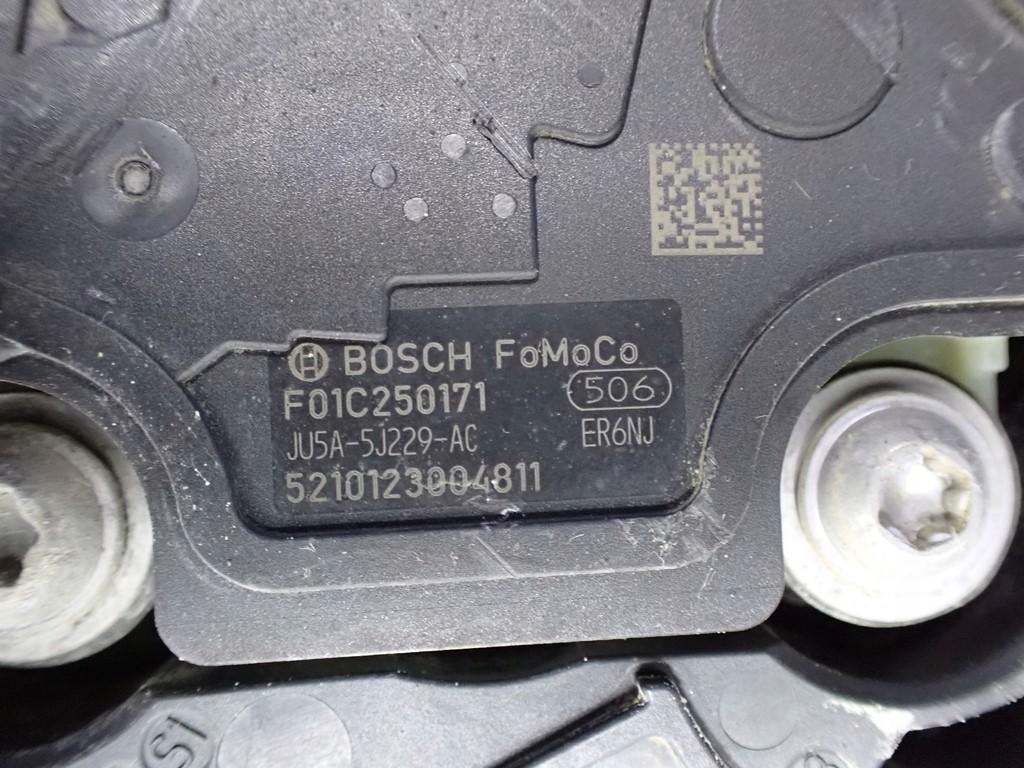 BOSCH FoMoCo
F01C250171
506
JU5A-5J229-AC
ER6NJ
5210123004811